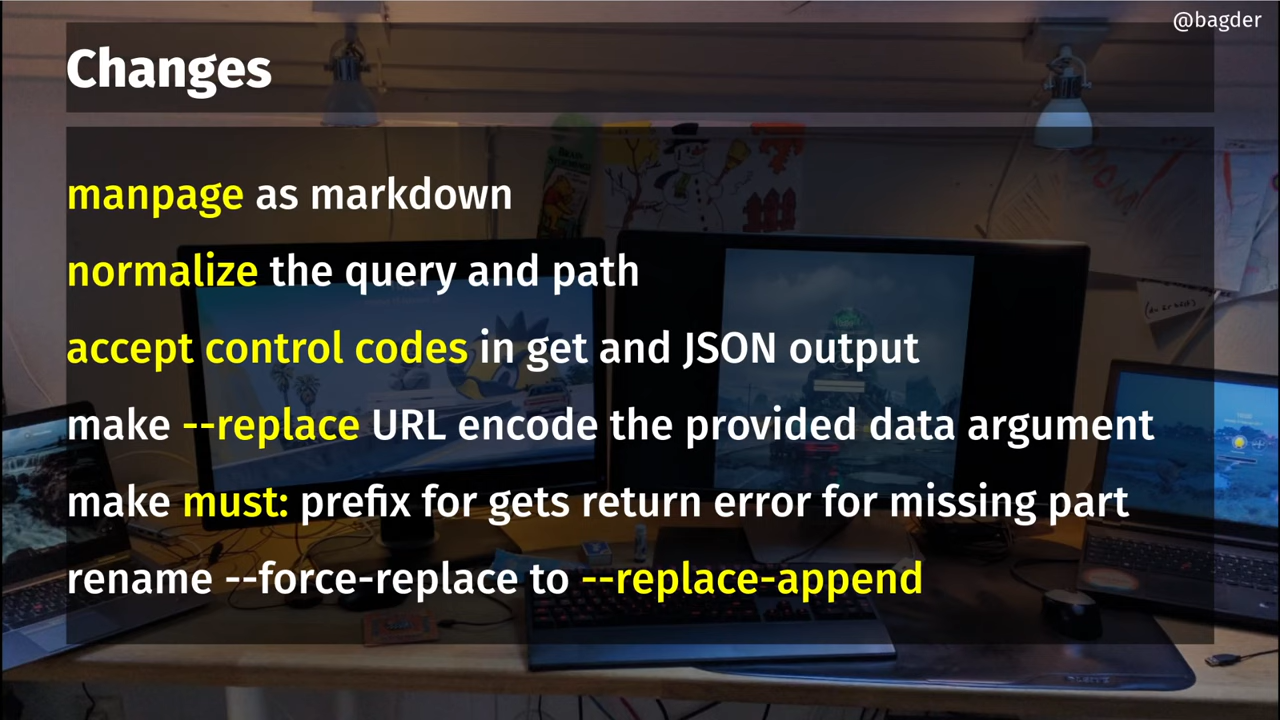 @bagder
Changes
manpage as markdown
normalize the query and path
accept control codes in get and JSON output
make --replace URL encode the provided data argument
make must: prefix for gets return error for missing part
rename --force-replace to --replace-append